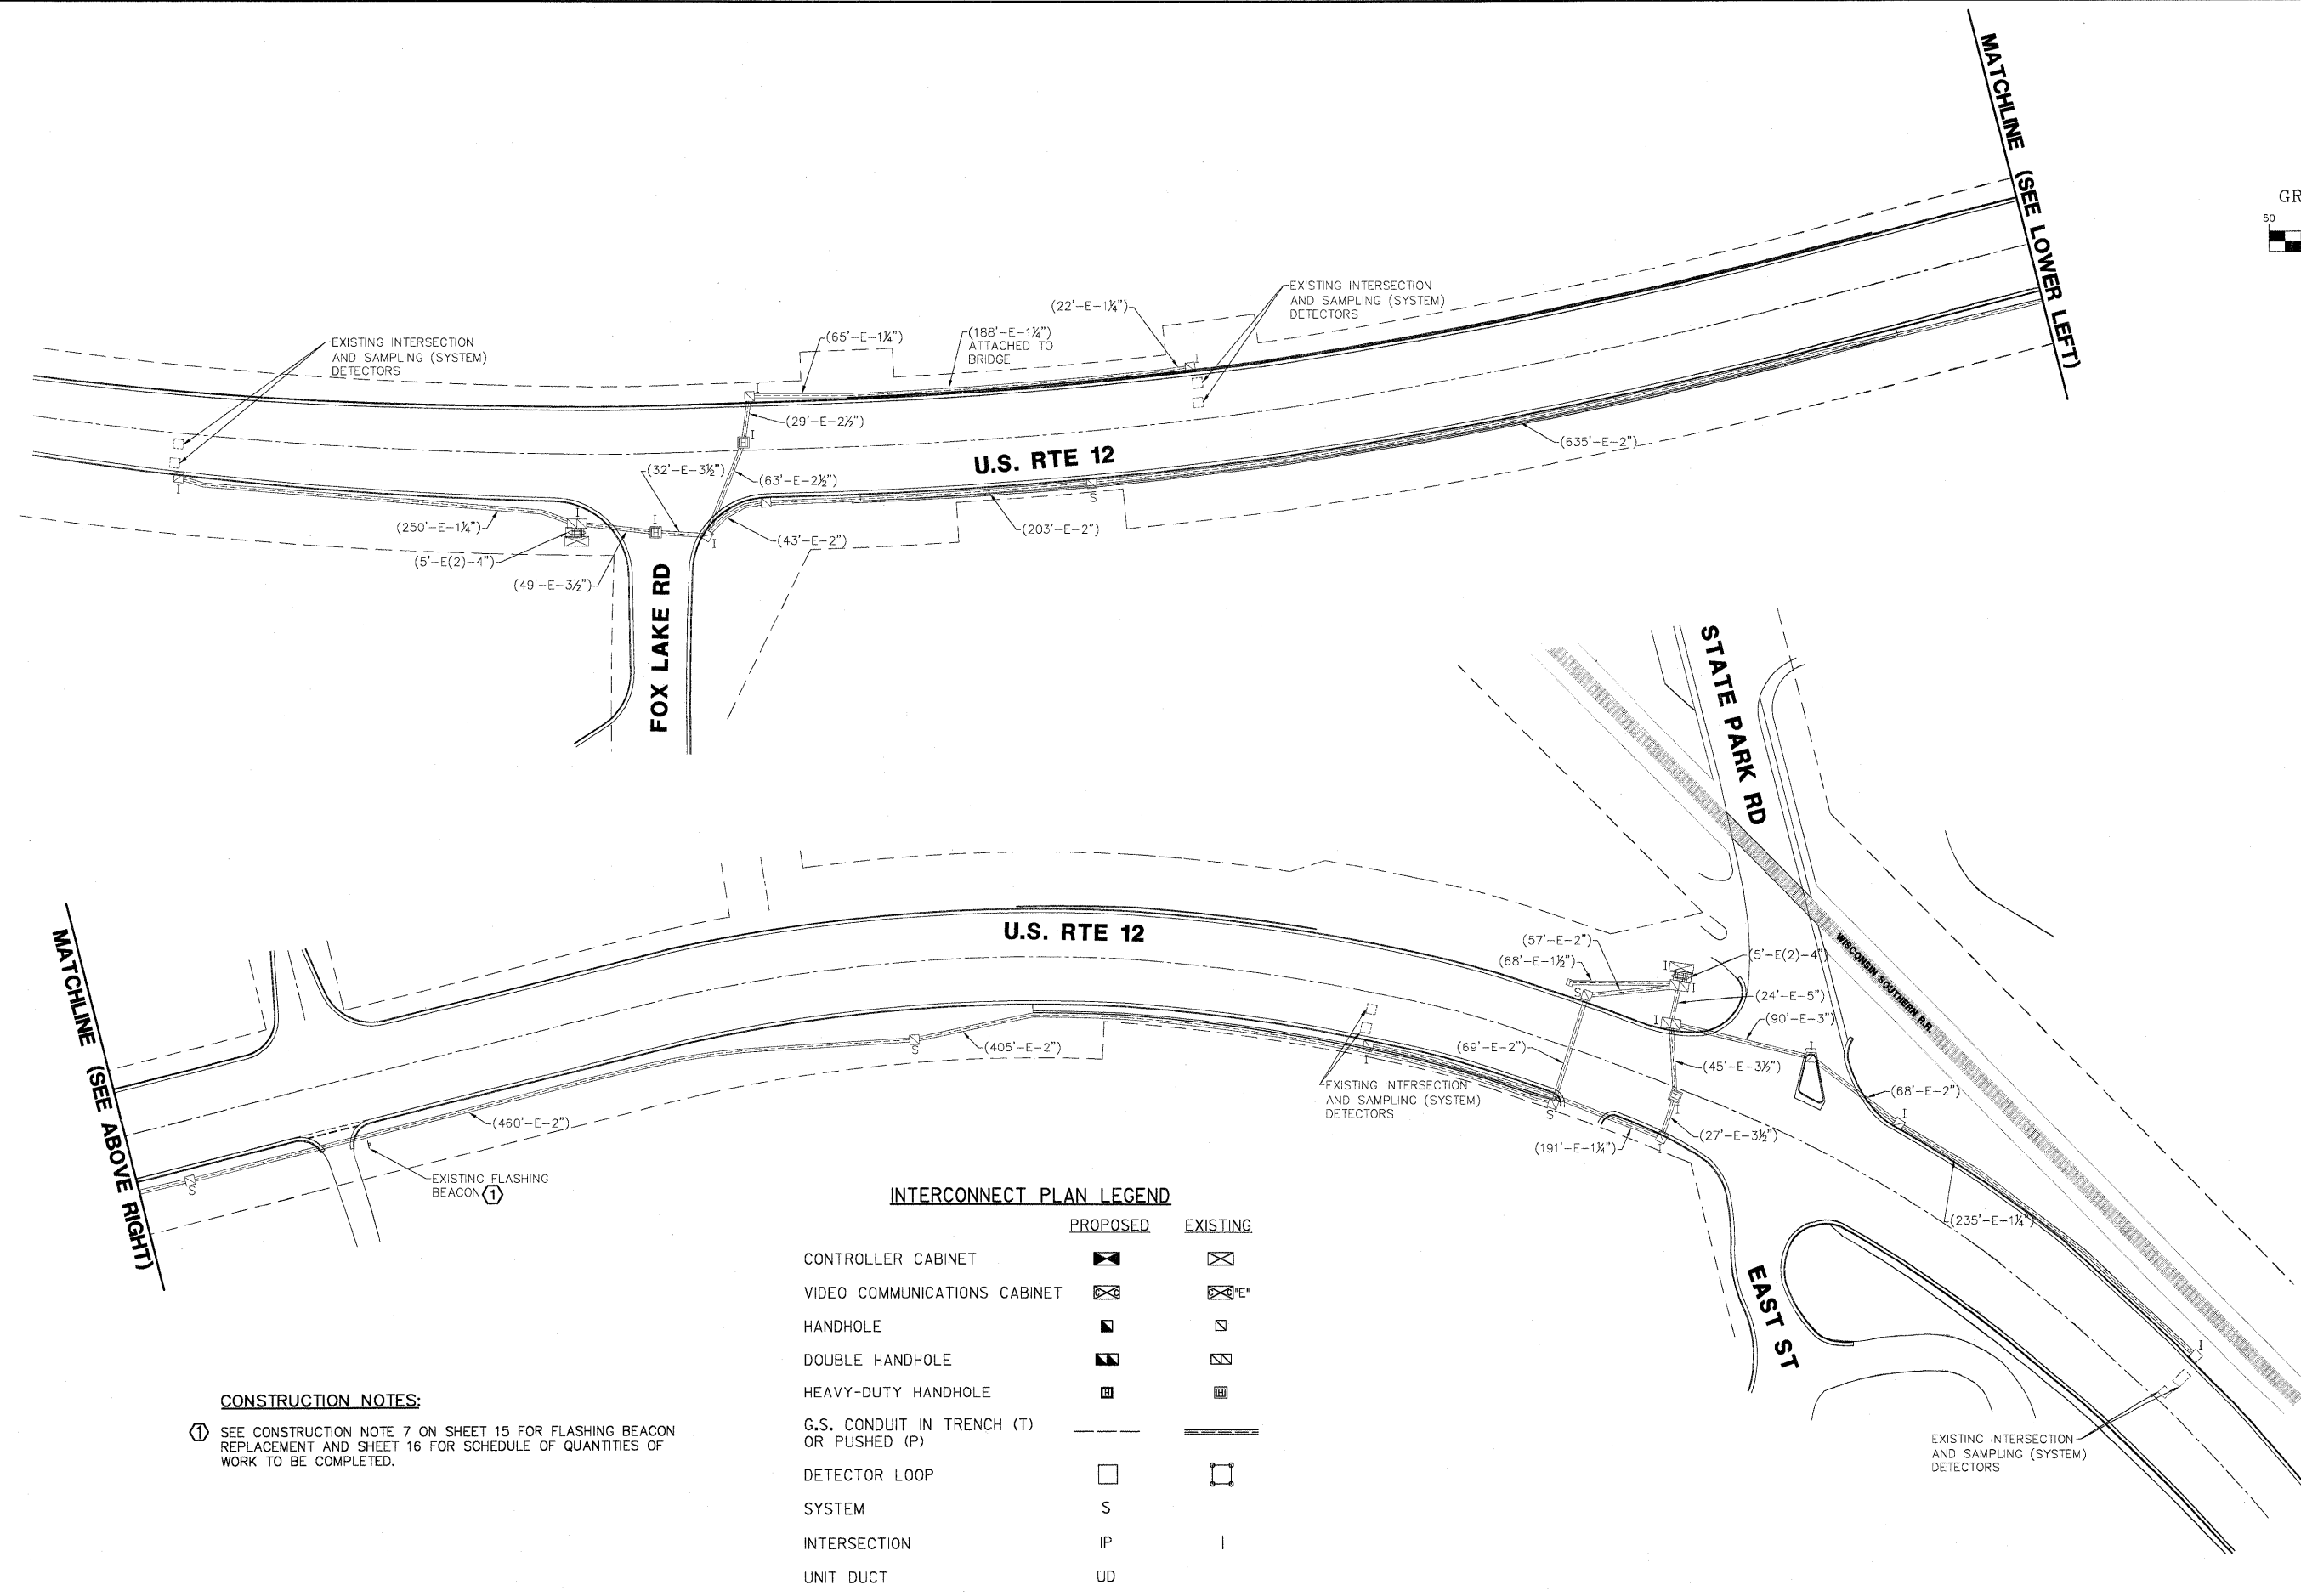 MATCHLINE (SEE LOWER LEFT)
GR
50
EXISTING INTERSECTION
AND SAMPLING (SYSTEM)
DETECTORS
(22'-E-1¼")
EXISTING INTERSECTION
AND SAMPLING (SYSTEM)
DETECTORS
(65'-E-1¼")
(188'-E-1¼")
ATTACHED TO
BRIDGE
I
I
(29'-E-2½")
I
(635'-E-2")
U.S. RTE 12
(32'-E-3½")
(63'-E-2½")
I
S
(250'-E-1¼")
I
I
(203'-E-2")
(43'-E-2")
I
(5'-E(2)-4")
(49'-E-3½")
FOX LAKE RD
STATE PARK RD
WISCONSIN SOUTHERN R.R.
MATCHLINE (SEE ABOVE RIGHT)
U.S. RTE 12
(57'-E-2")
(68'-E-1½")
I
(5'-E(2)-4")
S
I
(24'-E-5")
I
(90'-E-3")
S
(405'-E-2")
(69'-E-2")
I
I
(45'-E-3½")
EXISTING INTERSECTION
AND SAMPLING (SYSTEM)
DETECTORS
(68'-E-2")
I
S
I
(460'-E-2")
(27'-E-3½")
(191'-E-1¼")
I
EXISTING FLASHING
BEACON 1
S
(235'-E-1¼")
EAST ST
I
EXISTING INTERSECTION
AND SAMPLING (SYSTEM)
DETECTORS
INTERCONNECT PLAN LEGEND
PROPOSED EXISTING
CONTROLLER CABINET
VIDEO COMMUNICATIONS CABINET "E"
HANDHOLE
DOUBLE HANDHOLE
HEAVY-DUTY HANDHOLE H H
G.S. CONDUIT IN TRENCH (T)
OR PUSHED (P)
DETECTOR LOOP
SYSTEM S
INTERSECTION IP I
UNIT DUCT UD
CONSTRUCTION NOTES:
1 SEE CONSTRUCTION NOTE 7 ON SHEET 15 FOR FLASHING BEACON
REPLACEMENT AND SHEET 16 FOR SCHEDULE OF QUANTITIES OF
WORK TO BE COMPLETED.